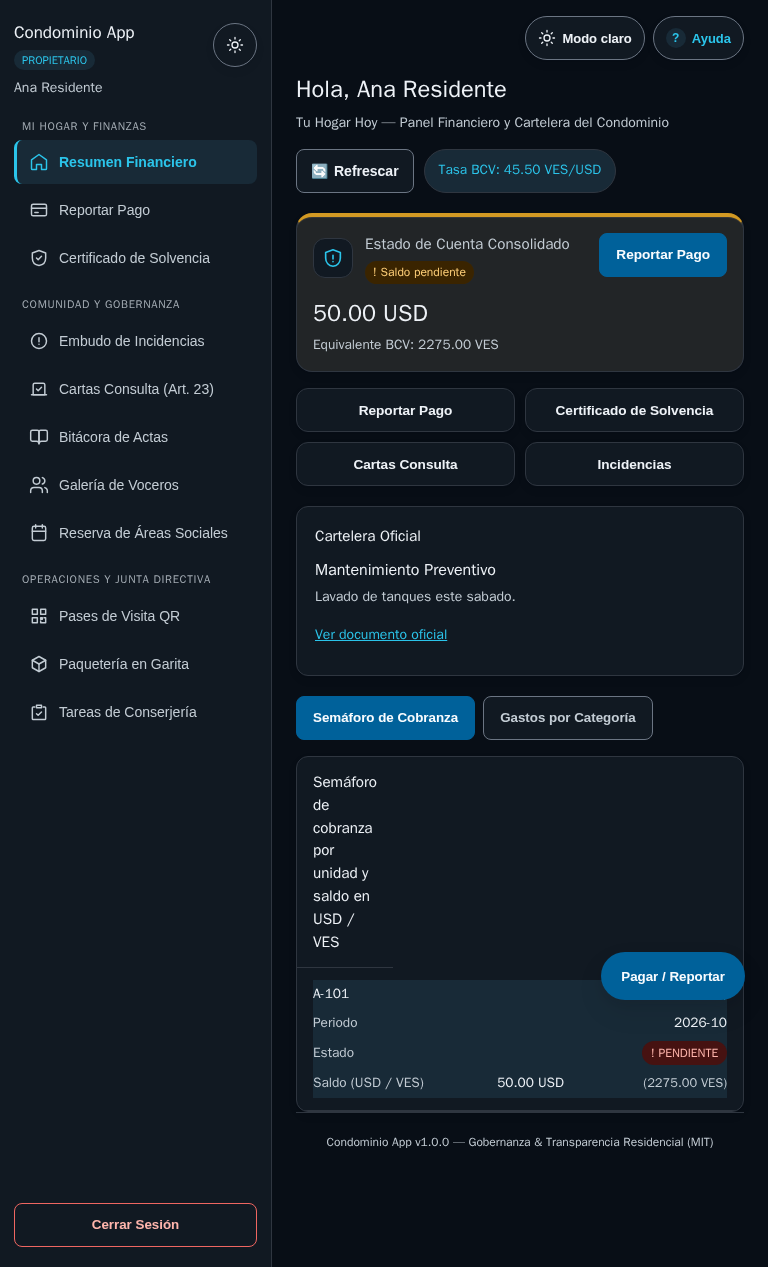 Condominio App
PROPIETARIO
Ana Residente
MI HOGAR Y FINANZAS
Resumen Financiero
Reportar Pago
Certificado de Solvencia
COMUNIDAD Y GOBERNANZA
Embudo de Incidencias
Cartas Consulta (Art. 23)
Bitácora de Actas
Galería de Voceros
Reserva de Áreas Sociales
OPERACIONES Y JUNTA DIRECTIVA
Pases de Visita QR
Paquetería en Garita
Tareas de Conserjería
Cerrar Sesión
Modo claro
? Ayuda
Hola, Ana Residente
Tu Hogar Hoy — Panel Financiero y Cartelera del Condominio
Refrescar
Tasa BCV: 45.50 VES/USD
Estado de Cuenta Consolidado
! Saldo pendiente
Reportar Pago
50.00 USD
Equivalente BCV: 2275.00 VES
Reportar Pago
Certificado de Solvencia
Cartas Consulta
Incidencias
Cartelera Oficial
Mantenimiento Preventivo
Lavado de tanques este sabado.
Ver documento oficial
Semáforo de Cobranza
Gastos por Categoría
Semáforo
de
cobranza
por
unidad y
saldo en
USD /
VES
Pagar / Reportar
A-101
Periodo 2026-10
Estado ! PENDIENTE
Saldo (USD / VES) 50.00 USD (2275.00 VES)
Condominio App v1.0.0 — Gobernanza & Transparencia Residencial (MIT)